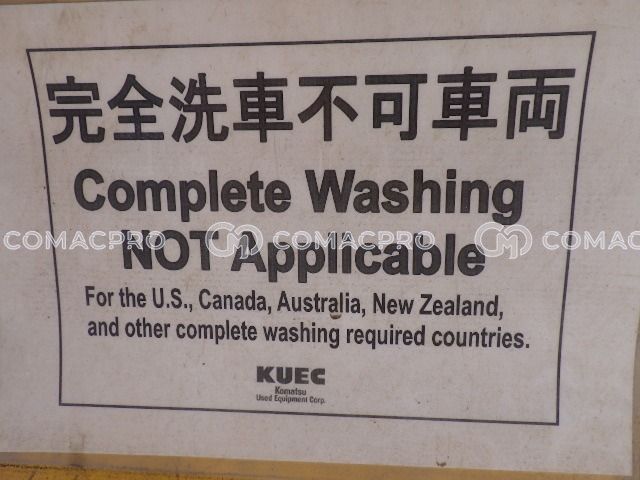 完全洗車不可車両
Complete Washing
NOT Applicable
COMACPRO COMACPRO COMAC
For the U.S., Canada, Australia, New Zealand,
and other complete washing required countries.
KUEC
Komatsu
Used Equipment Corp.